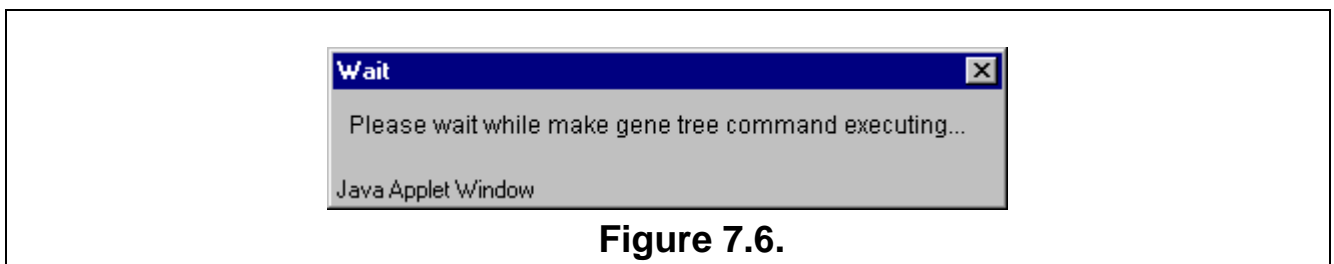 Wait
Please wait while make gene tree command executing...
Java Applet Window
Figure 7.6.